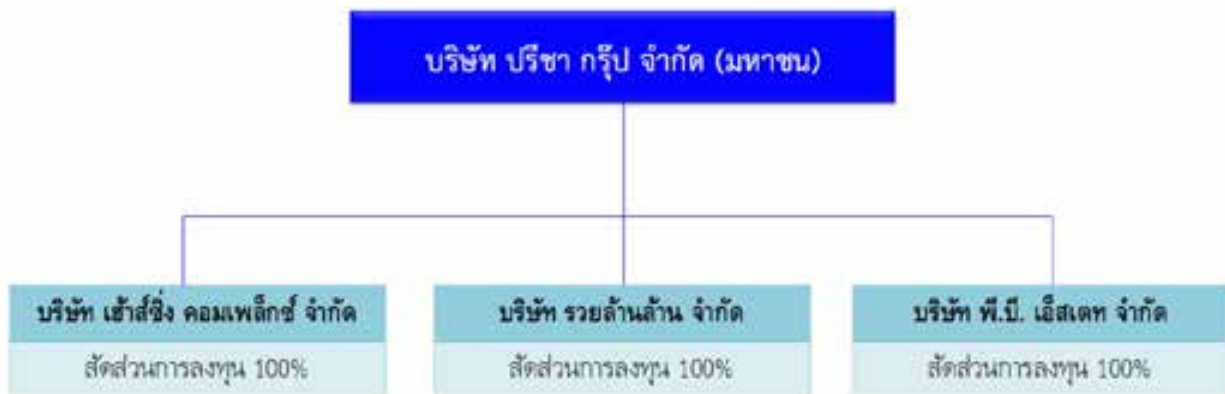 บริษัท ปรีชา กรุ๊ป จำกัด (มหาชน)
บริษัท เฮ้าส์ซิ่ง คอมเพล็กซ์ จำกัด
บริษัท รวยล้านล้าน จำกัด
บริษัท พี.บี. เอ็สเตท จำกัด
สัดส่วนการลงทุน 100%
สัดส่วนการลงทุน 100%
สัดส่วนการลงทุน 100%